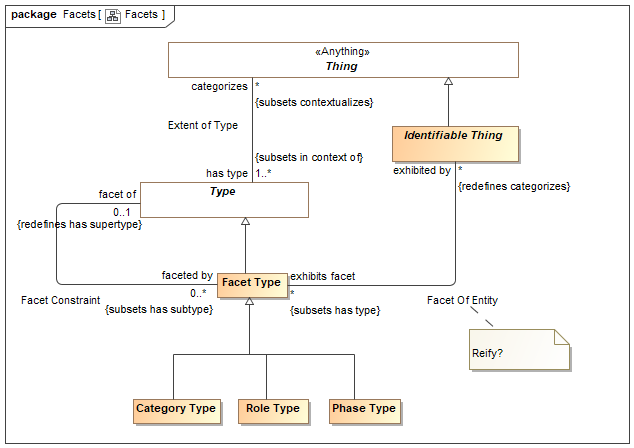 package Facets [ Facets ]
«Anything»
Thing
categorizes *
{subsets contextualizes}
Extent of Type
Identifiable Thing
{subsets in context of}
has type 1..*
exhibited by *
{redefines categorizes}
facet of
Type
0..1
{redefines has supertype}
faceted by
Facet Type
exhibits facet
0..*
*
Facet Constraint
{subsets has subtype}
{subsets has type}
Facet Of Entity
Reify?
Category Type
Role Type
Phase Type